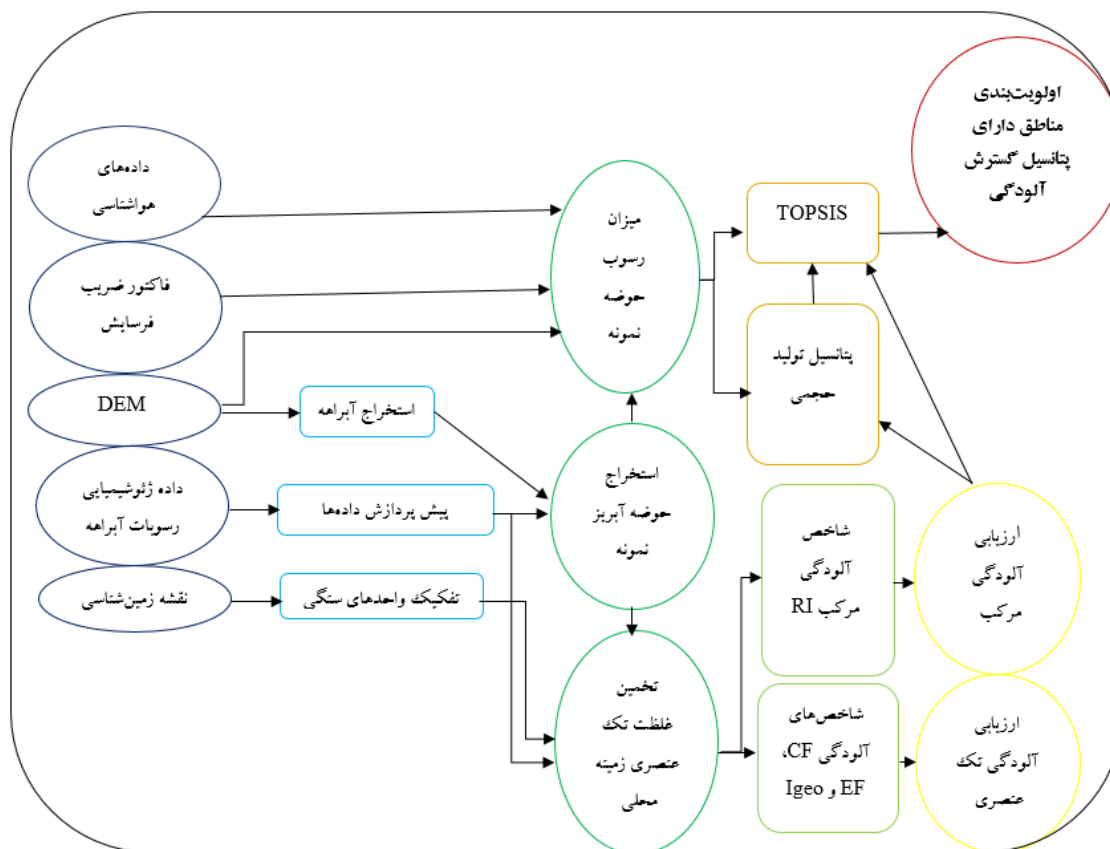 اولویت‌بندی
مناطق دارای
پتانسیل گسترش
آلودگی
داده‌های
هواشناسی
میزان
رسوب
حوضه
نمونه
TOPSIS
فاکتور ضریب
فرسایش
پتانسیل تولید
حجمی
DEM
استخراج آبراهه
استخراج
حوضه آبریز
نمونه
داده ژئوشیمیایی
رسوبات آبراهه
پیش پردازش داده‌ها
شاخص
آلودگی
مرکب RI
ارزیابی
آلودگی
مرکب
نقشه زمین‌شناسی
تفکیک واحدهای سنگی
تخمین
غلظت تک
عنصری زمینه
محلی
شاخص‌های
آلودگی CF،
EF و Igeo
ارزیابی
آلودگی تک
عنصری